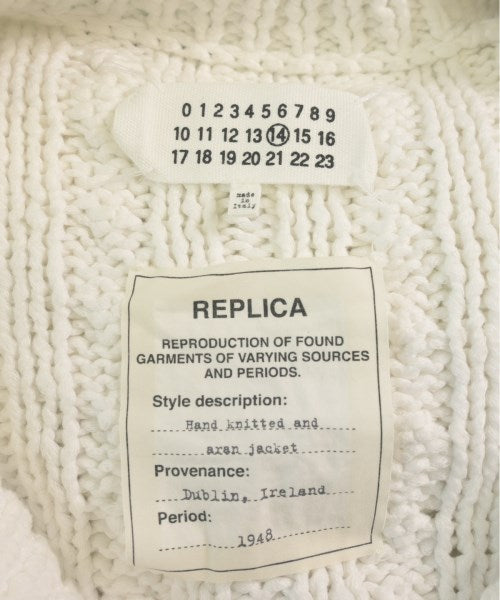 0 1 2 3 4 5 6 7 8 9
10 11 12 13 14 15 16
17 18 19 20 21 22 23
made
in
Italy
REPLICA
REPRODUCTION OF FOUND
GARMENTS OF VARYING SOURCES
AND PERIODS.
Style description:
Hand knitted and
aran jacket
Provenance:
Dublin, Ireland
Period:
1948